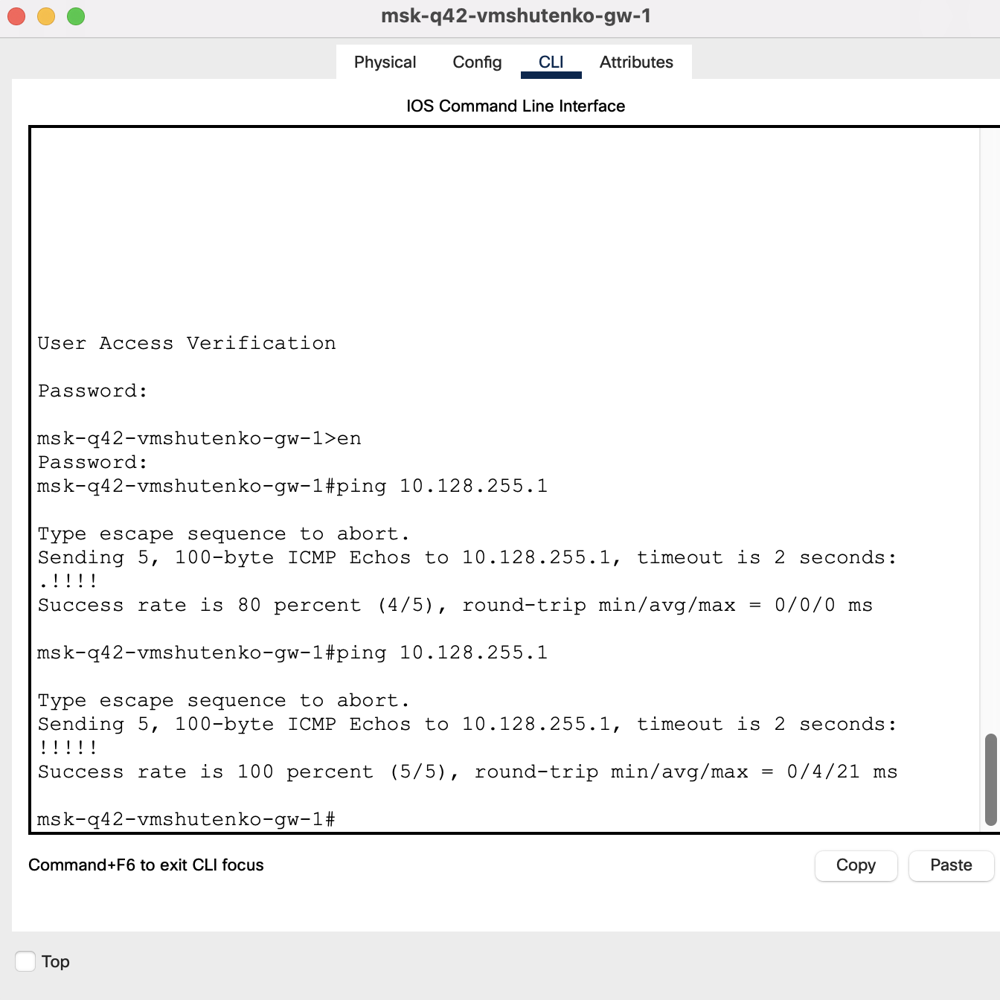 msk-q42-vmshutenko-gw-1
Physical Config CLI Attributes
IOS Command Line Interface
User Access Verification
Password:
msk-q42-vmshutenko-gw-1>en
Password:
msk-q42-vmshutenko-gw-1#ping 10.128.255.1
Type escape sequence to abort.
Sending 5, 100-byte ICMP Echos to 10.128.255.1, timeout is 2 seconds:
.!!!!
Success rate is 80 percent (4/5), round-trip min/avg/max = 0/0/0 ms
msk-q42-vmshutenko-gw-1#ping 10.128.255.1
Type escape sequence to abort.
Sending 5, 100-byte ICMP Echos to 10.128.255.1, timeout is 2 seconds:
!!!!!
Success rate is 100 percent (5/5), round-trip min/avg/max = 0/4/21 ms
msk-q42-vmshutenko-gw-1#
Command+F6 to exit CLI focus
Copy Paste
Top